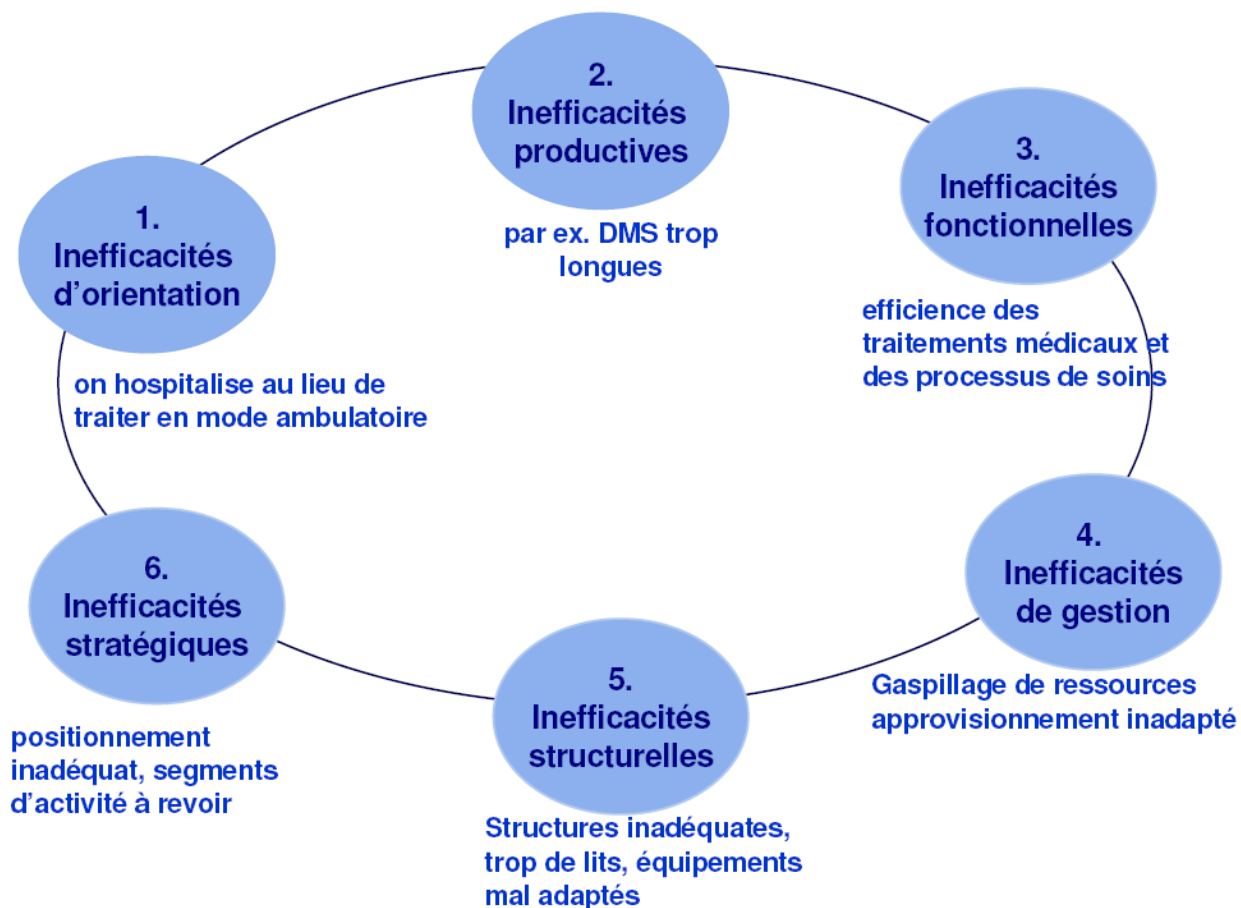 1.
Inefficacités
d'orientation
on hospitalise au lieu de
traiter en mode ambulatoire
2.
Inefficacités
productives
par ex. DMS trop
longues
3.
Inefficacités
fonctionnelles
efficience des
traitements médicaux et
des processus de soins
4.
Inefficacités
de gestion
Gaspillage de ressources
approvisionnement inadapté
5.
Inefficacités
structurelles
Structures inadéquates,
trop de lits, équipements
mal adaptés
6.
Inefficacités
stratégiques
positionnement
inadéquat, segments
d'activité à revoir